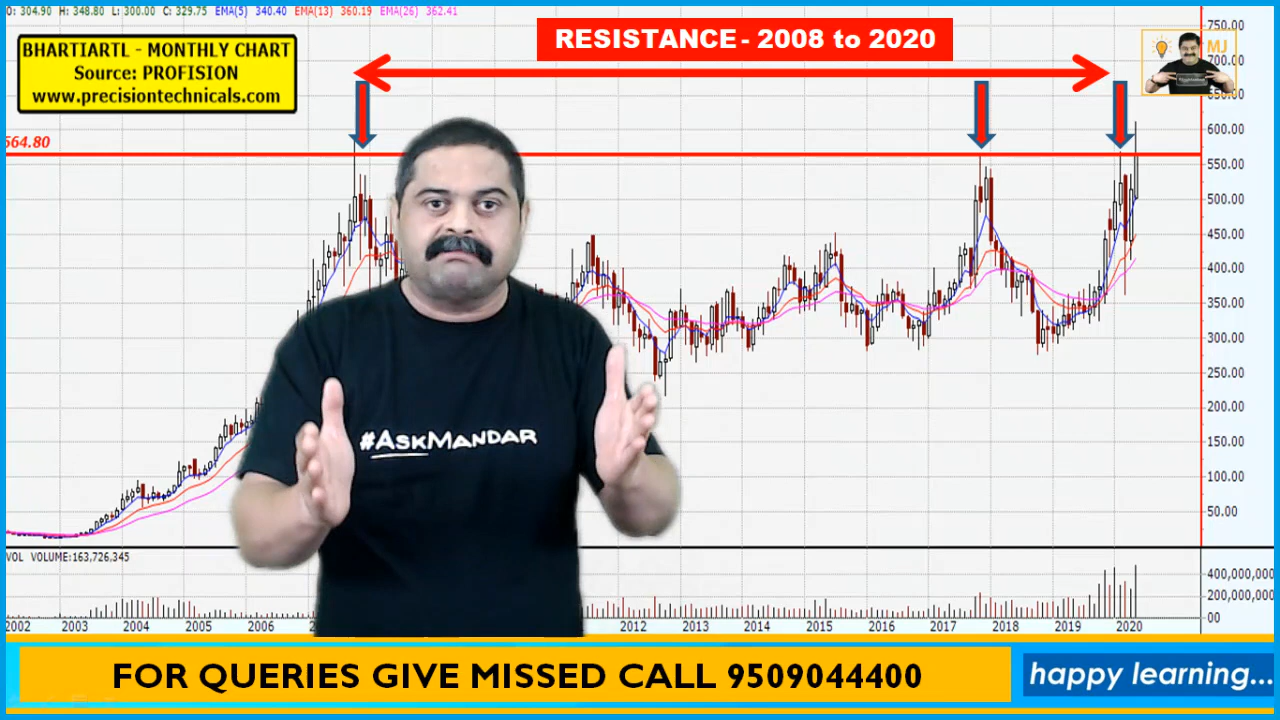 O: 304.90 H: 348.80 L: 300.00 C: 329.75 EMA(5) 340.40 EMA(13) 360.19 EMA(26) 362.41
BHARTIARTL - MONTHLY CHART
Source: PROFISION
www.precisiontechnicals.com
RESISTANCE - 2008 to 2020
MJ
750.00
700.00
650.00
600.00
550.00
500.00
450.00
400.00
350.00
300.00
250.00
200.00
150.00
100.00
50.00
564.80
#AskMandar
VOL VOLUME:163,726,345
400,000,000
200,000,000
00
2002 2003 2004 2005 2006 2012 2013 2014 2015 2016 2017 2018 2019 2020
FOR QUERIES GIVE MISSED CALL 9509044400
happy learning...